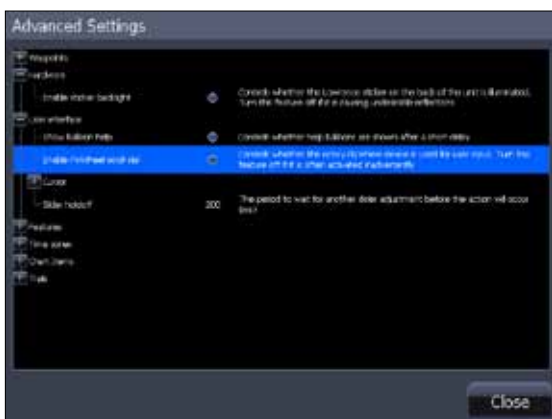 Advanced Settings
Waypoints
Hardware
Enable sticker backlight
Controls whether the Lowrance sticker on the back of the unit is illuminated.
Turn this feature off if it is causing undesirable reflections
User interface
Show balloon help
Controls whether help balloons are shown after a short delay
Enable
Controls whether the rotary device is used for user input. Turn this
feature off if it is often activated inadvertently
Cursor
Slider holdoff
200
The period to wait for another slider adjustment before the action will occur
Features
Time
Chart
Trails
Close